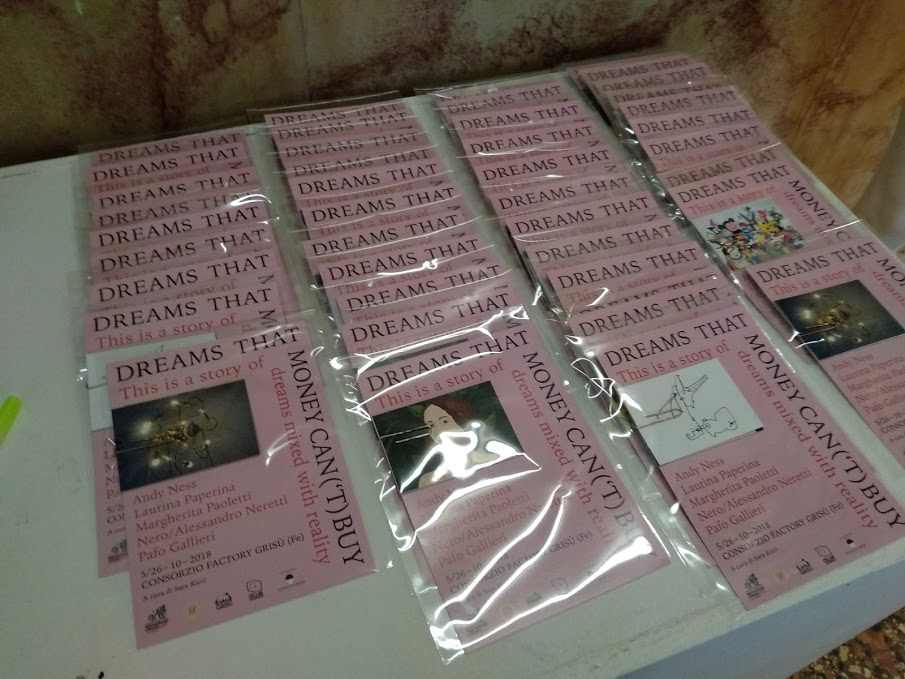 DREAMS THAT
MONEY CAN('T) BUY
This is a story of
dreams mixed with reality
Andy Ness
Laurina Paperina
Margherita Paoletti
Nero/Alessandro Neretti
Pafo Gallieri
5/26-10-2018
CONSORZIO FACTORY GRISÙ (Fe)